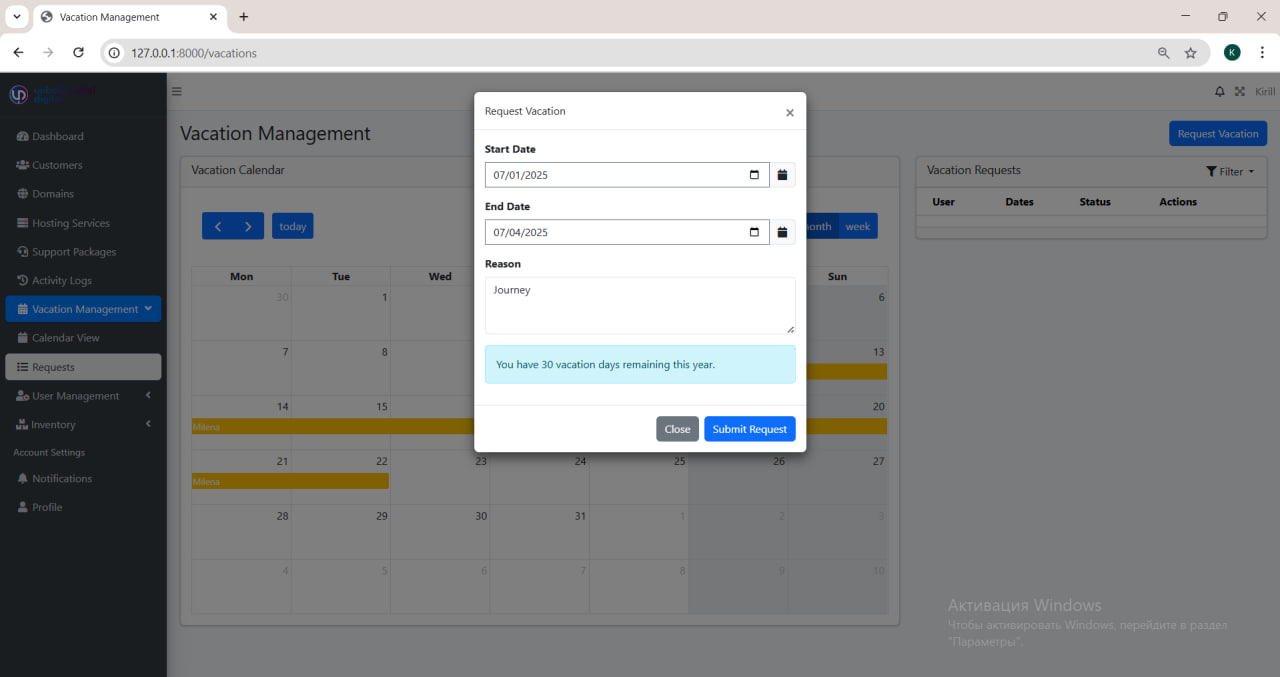 Vacation Management
127.0.0.1:8000/vacations
K
Kirill
Dashboard
Customers
Domains
Hosting Services
Support Packages
Activity Logs
Vacation Management
Calendar View
Requests
User Management
Inventory
Account Settings
Notifications
Profile
Vacation Management
Request Vacation
Vacation Calendar
today
week
Mon Tue Wed Sun
30 1 6
7 8 13
14 15 20
Milena
21 22 23 24 25 26 27
Milena
28 29 30 31 1 2 3
4 5 6 7 8 9 10
Request Vacation
×
Start Date
07/01/2025
End Date
07/04/2025
Reason
Journey
You have 30 vacation days remaining this year.
Close Submit Request
Vacation Requests
Filter
User Dates Status Actions
Активация Windows
Чтобы активировать Windows, перейдите в раздел
"Параметры".